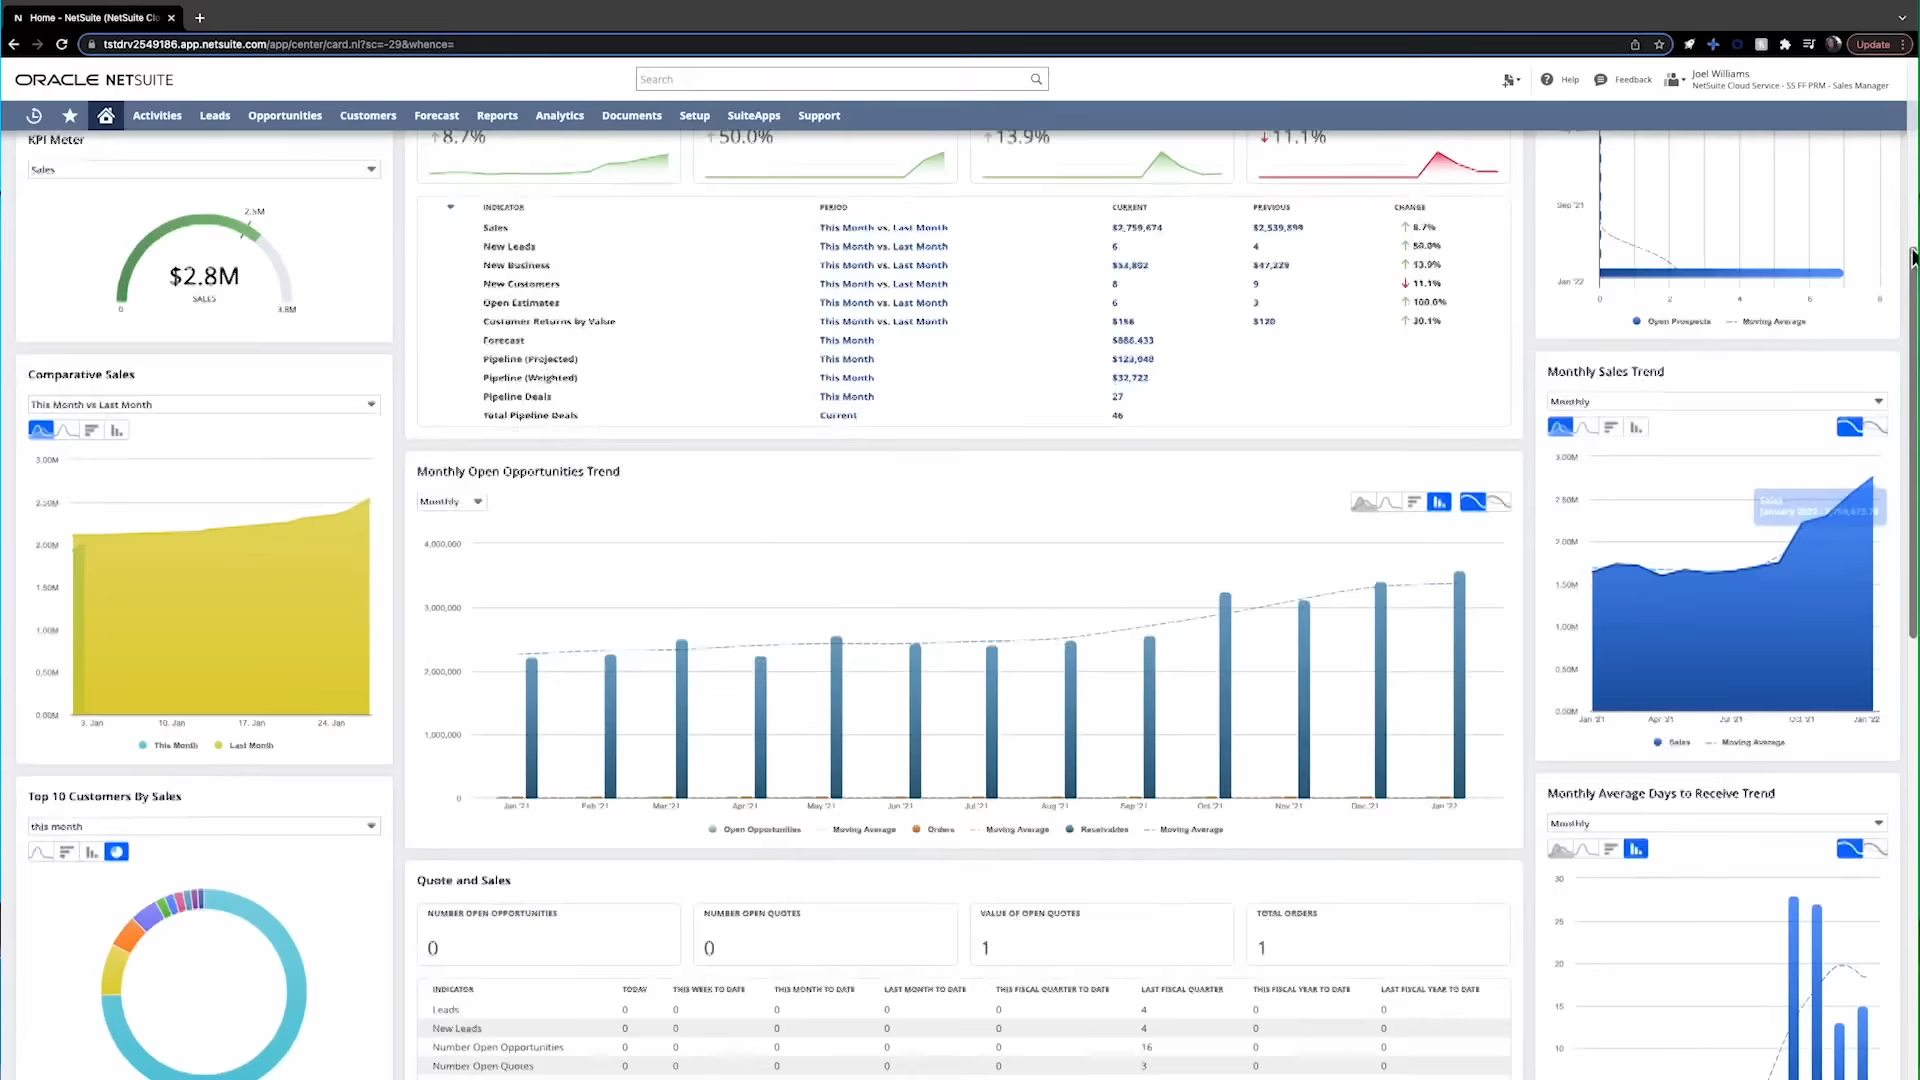 N Home - NetSuite (NetSuite Clo
tstdrv2549186.app.netsuite.com/app/center/card.nl?sc=-29&whence=
Update
ORACLE NETSUITE
Search
Help
Feedback
Joel Williams
NetSuite Cloud Service - SS FF PRM - Sales Manager
Activities Leads Opportunities Customers Forecast Reports Analytics Documents Setup SuiteApps Support
KPI Meter
Sales
2.5M
$2.8M
SALES
0 3.8M
Comparative Sales
This Month vs Last Month
3.00M
2.50M
2.00M
1.50M
1.00M
0.50M
0.00M
3. Jan 10. Jan 17. Jan 24. Jan
This Month Last Month
Top 10 Customers By Sales
this month
8.7% 50.0% 13.9% 11.1%
INDICATOR PERIOD CURRENT PREVIOUS CHANGE
Sales This Month vs. Last Month $2,759,674 $2,539,899 8.7%
New Leads This Month vs. Last Month 6 4 50.0%
New Business This Month vs. Last Month $53,802 $47,229 13.9%
New Customers This Month vs. Last Month 8 9 11.1%
Open Estimates This Month vs. Last Month 6 3 100.0%
Customer Returns by Value This Month vs. Last Month $156 $120 30.1%
Forecast This Month $886,433
Pipeline (Projected) This Month $123,048
Pipeline (Weighted) This Month $32,722
Pipeline Deals This Month 27
Total Pipeline Deals Current 46
Monthly Open Opportunities Trend
Monthly
4,000,000
3,000,000
2,000,000
1,000,000
0
Jan '21 Feb '21 Mar '21 Apr '21 May '21 Jun '21 Jul '21 Aug '21 Sep '21 Oct '21 Nov '21 Dec '21 Jan '22
Open Opportunities Moving Average Orders Moving Average Receivables Moving Average
Quote and Sales
NUMBER OPEN OPPORTUNITIES NUMBER OPEN QUOTES VALUE OF OPEN QUOTES TOTAL ORDERS
0 0 1 1
INDICATOR TODAY THIS WEEK TO DATE THIS MONTH TO DATE LAST MONTH TO DATE THIS FISCAL QUARTER TO DATE LAST FISCAL QUARTER THIS FISCAL YEAR TO DATE LAST FISCAL YEAR TO DATE
Leads 0 0 0 0 0 4 0 0
New Leads 0 0 0 0 0 4 0 0
Number Open Opportunities 0 0 0 0 0 16 0 0
Number Open Quotes 0 0 0 0 0 3 0 0
Sep '21
Jan '22
0 2 4 6 8
Open Prospects Moving Average
Monthly Sales Trend
Monthly
3.00M
2.50M
Sales
January 2022
2.00M
1.50M
1.00M
0.50M
0.00M
Jan '21 Apr '21 Jul '21 Oct '21 Jan '22
Sales Moving Average
Monthly Average Days to Receive Trend
Monthly
30
25
20
15
10